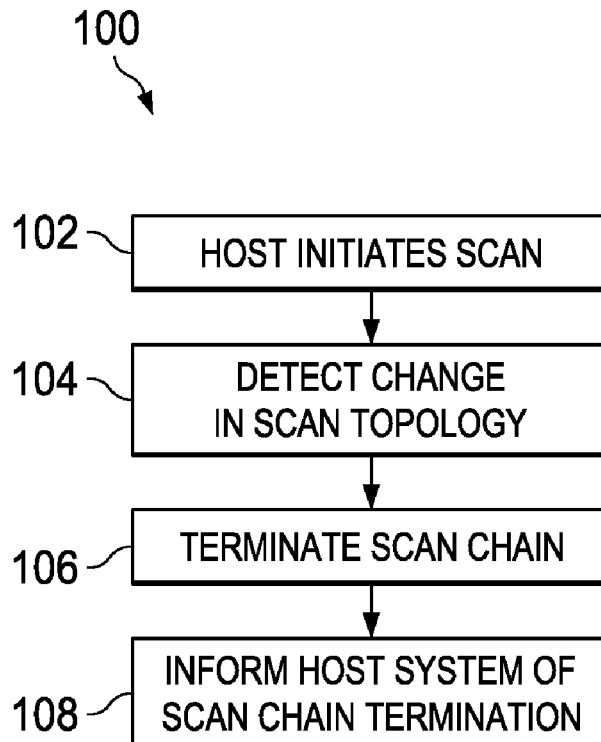 100
102
HOST INITIATES SCAN
104
DETECT CHANGE
IN SCAN TOPOLOGY
106
TERMINATE SCAN CHAIN
108
INFORM HOST SYSTEM OF
SCAN CHAIN TERMINATION